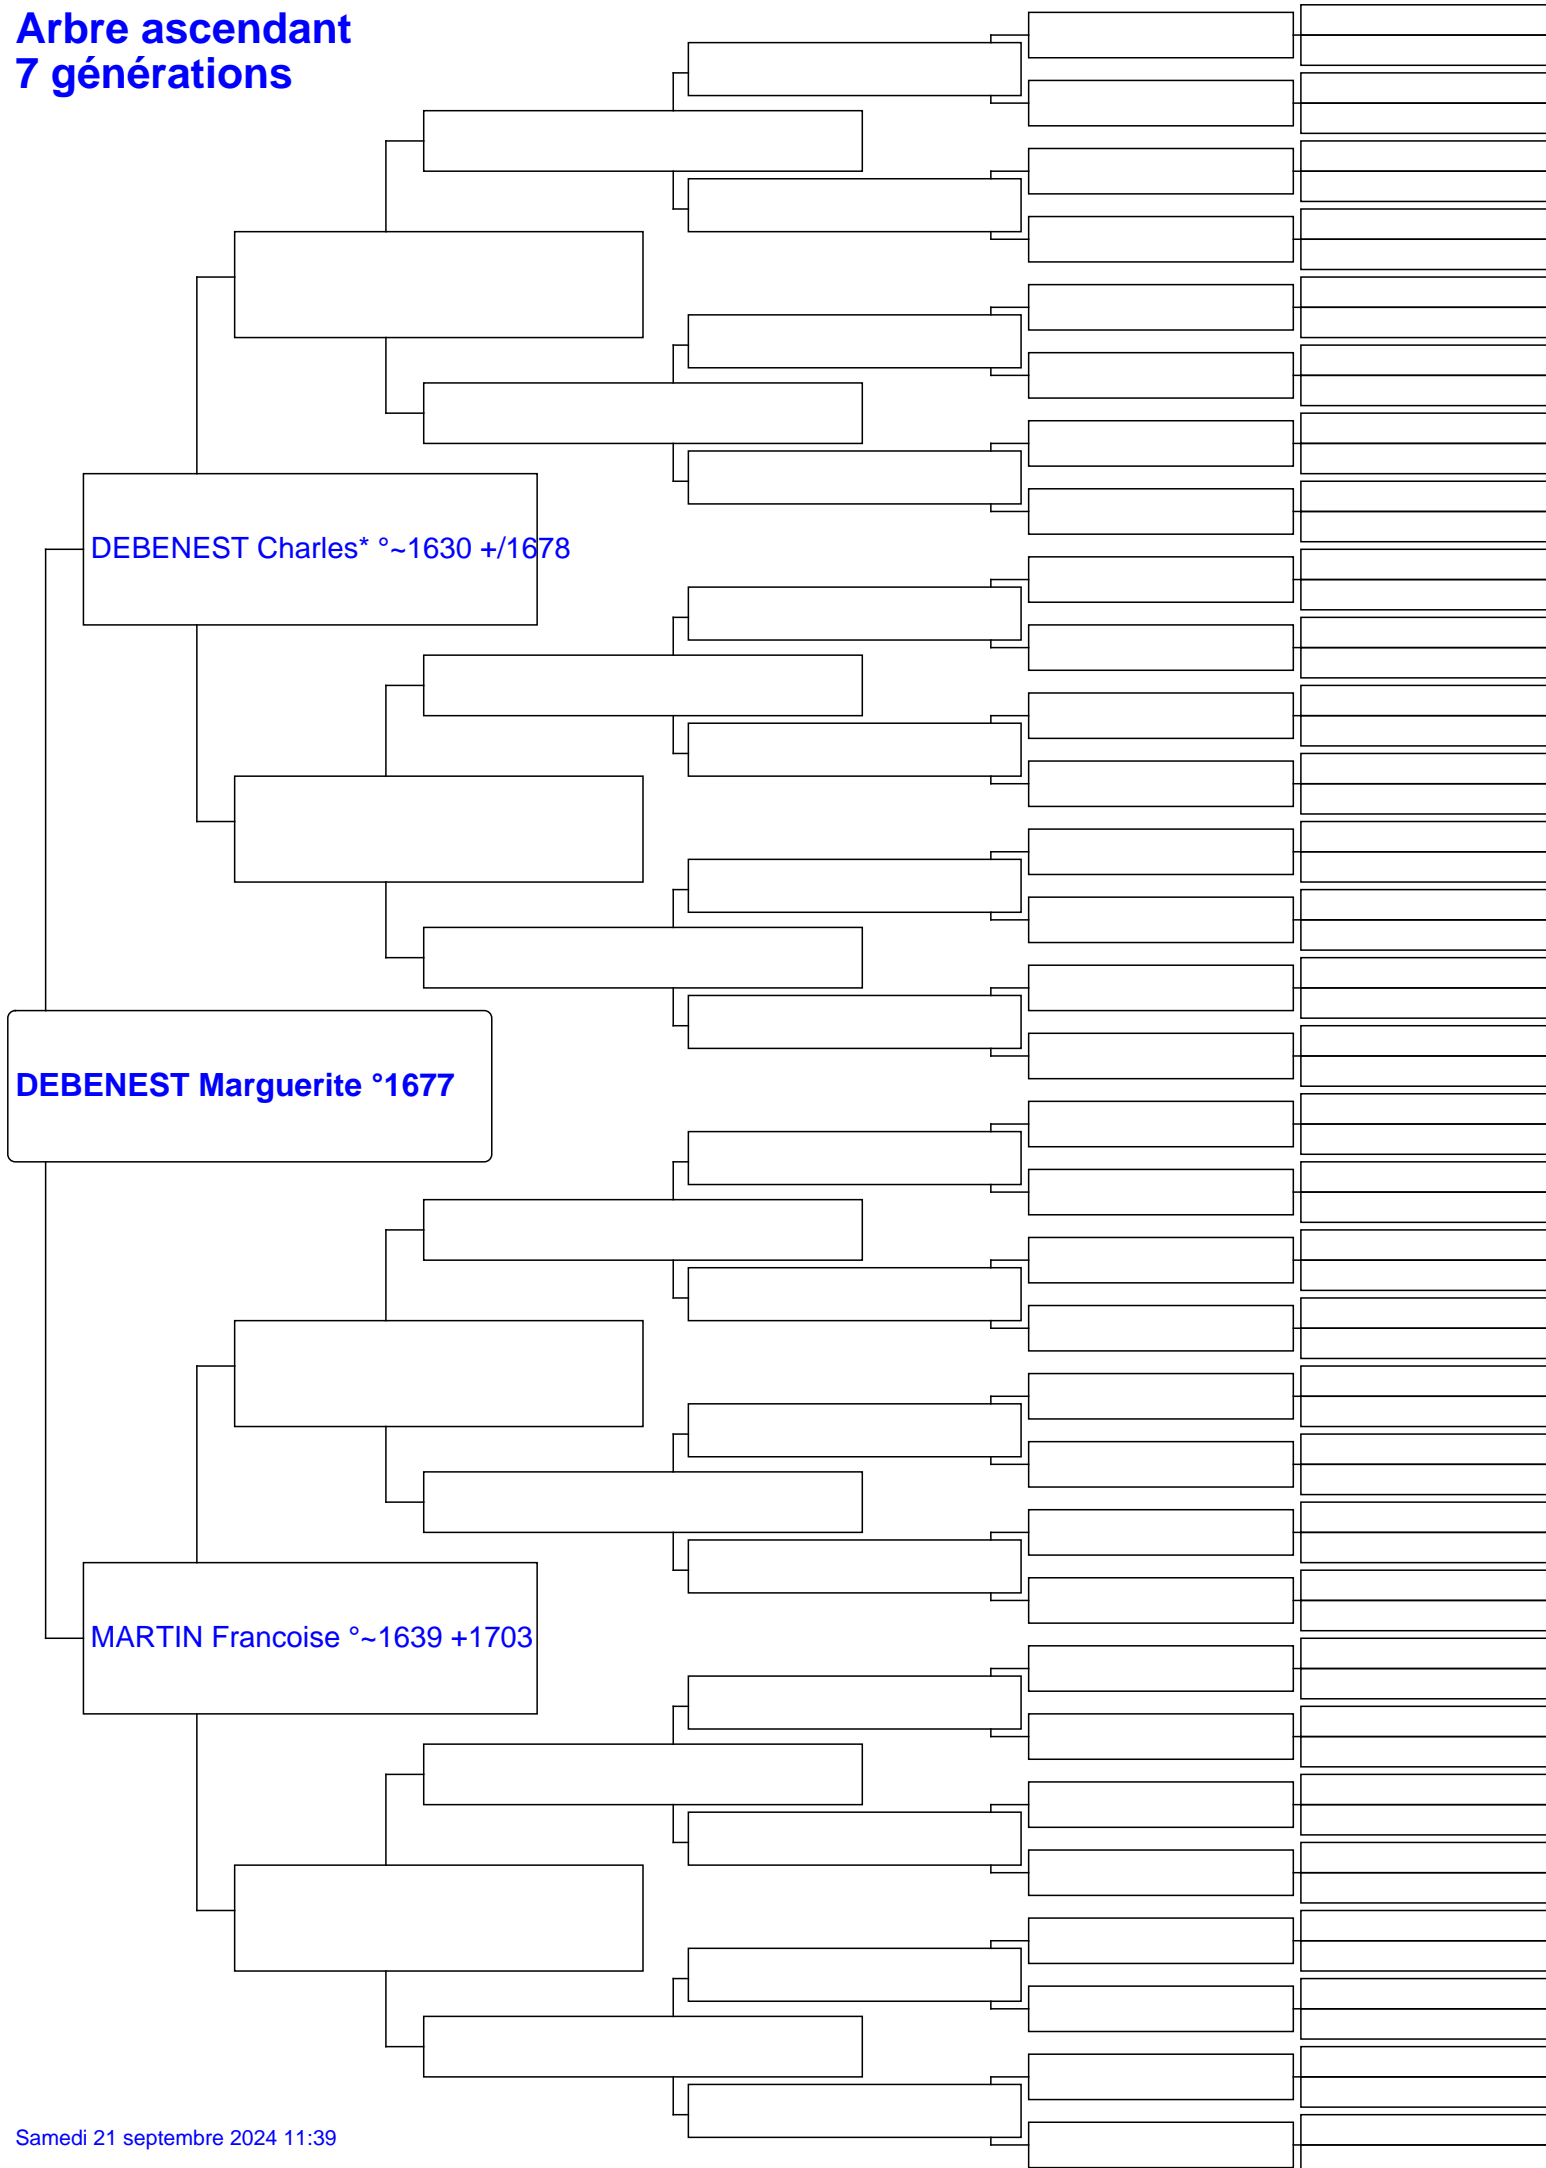 Arbre ascendant
7 générations
DEBENEST Charles* °~1630 +/1678
DEBENEST Marguerite °1677
MARTIN Francoise °~1639 +1703
Samedi 21 septembre 2024 11:39